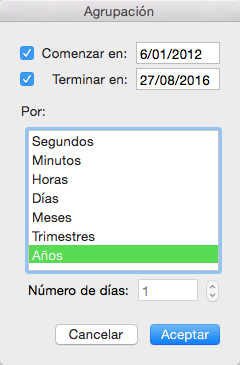 Agrupación
Comenzar en: 6/01/2012
Terminar en: 27/08/2016
Por:
Segundos
Minutos
Horas
Días
Meses
Trimestres
Años
Número de días: 1
Cancelar Aceptar